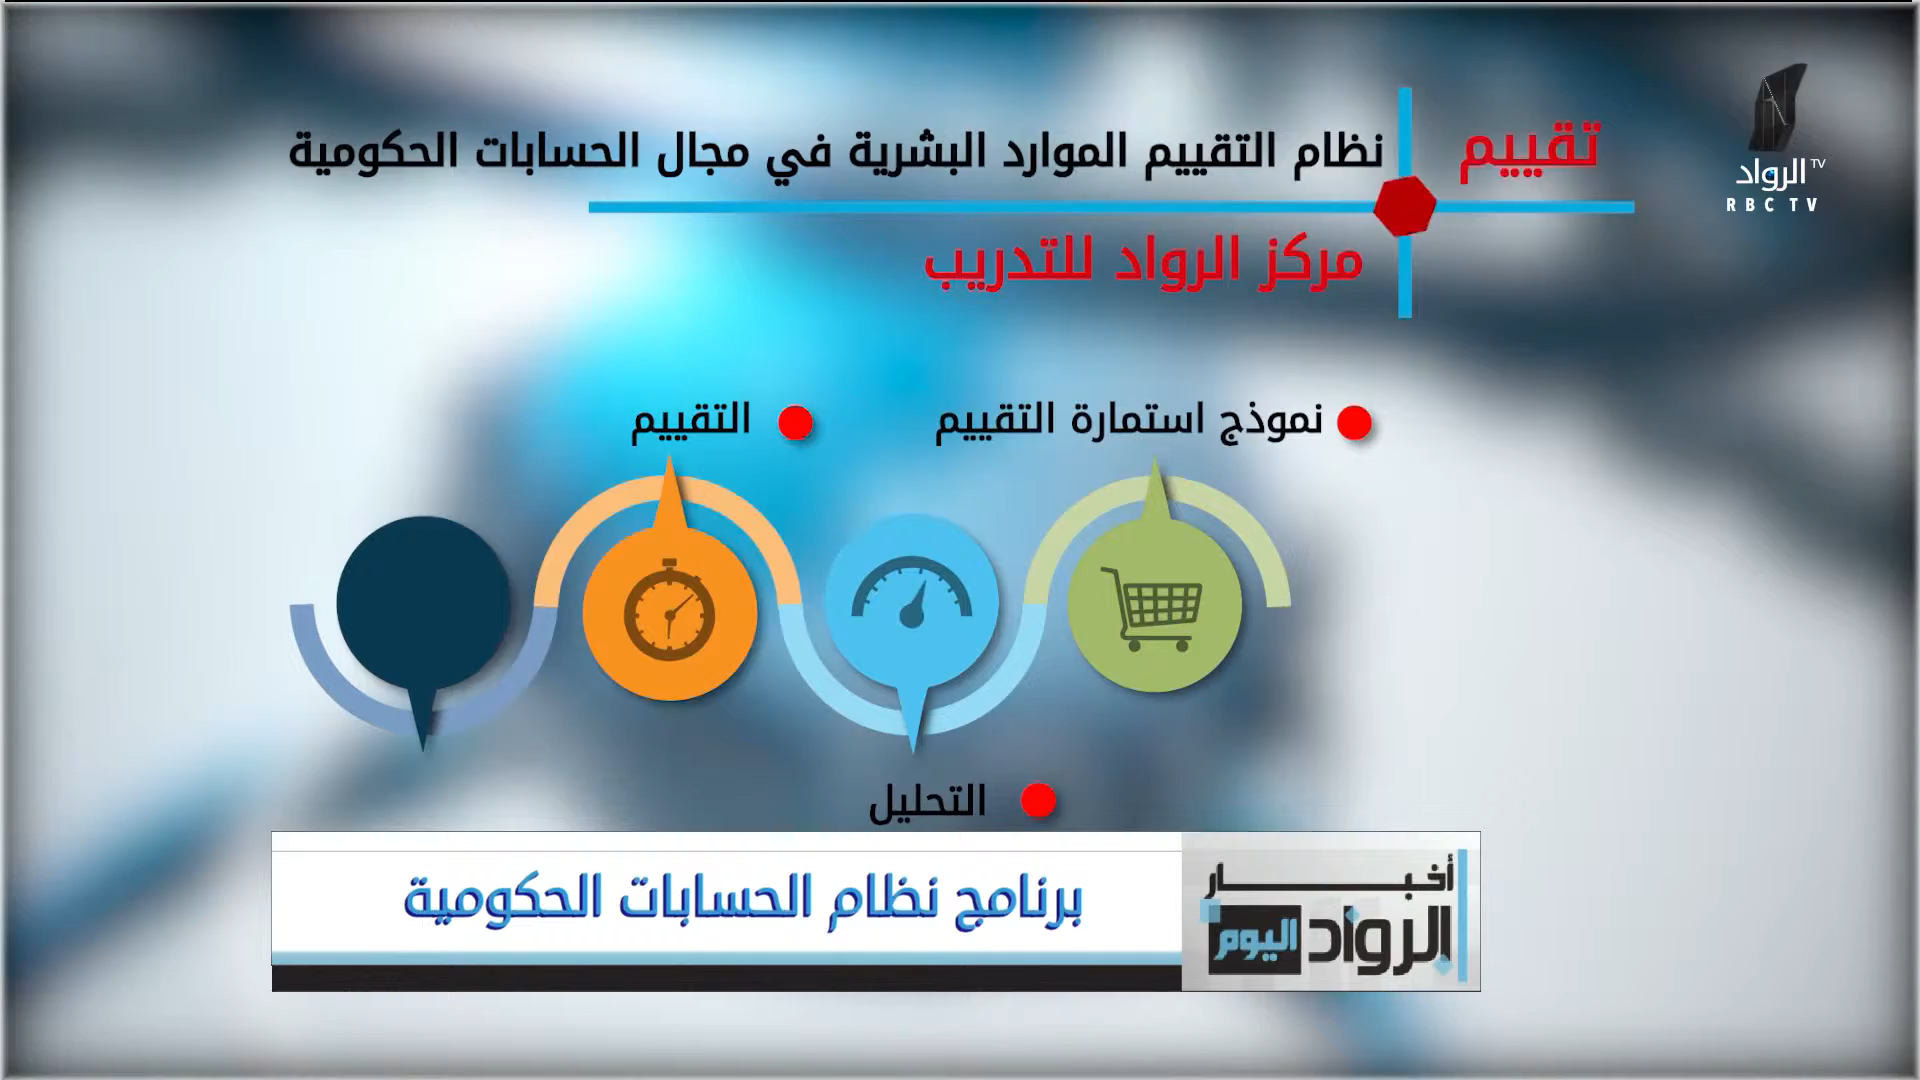 تقييم
نظام التقييم الموارد البشرية في مجال الحسابات الحكومية
مركز الرواد للتدريب
الرواد TV
RBC TV
نموذج استمارة التقييم
التقييم
التحليل
برنامج نظام الحسابات الحكومية
أخبار
الرواد اليوم